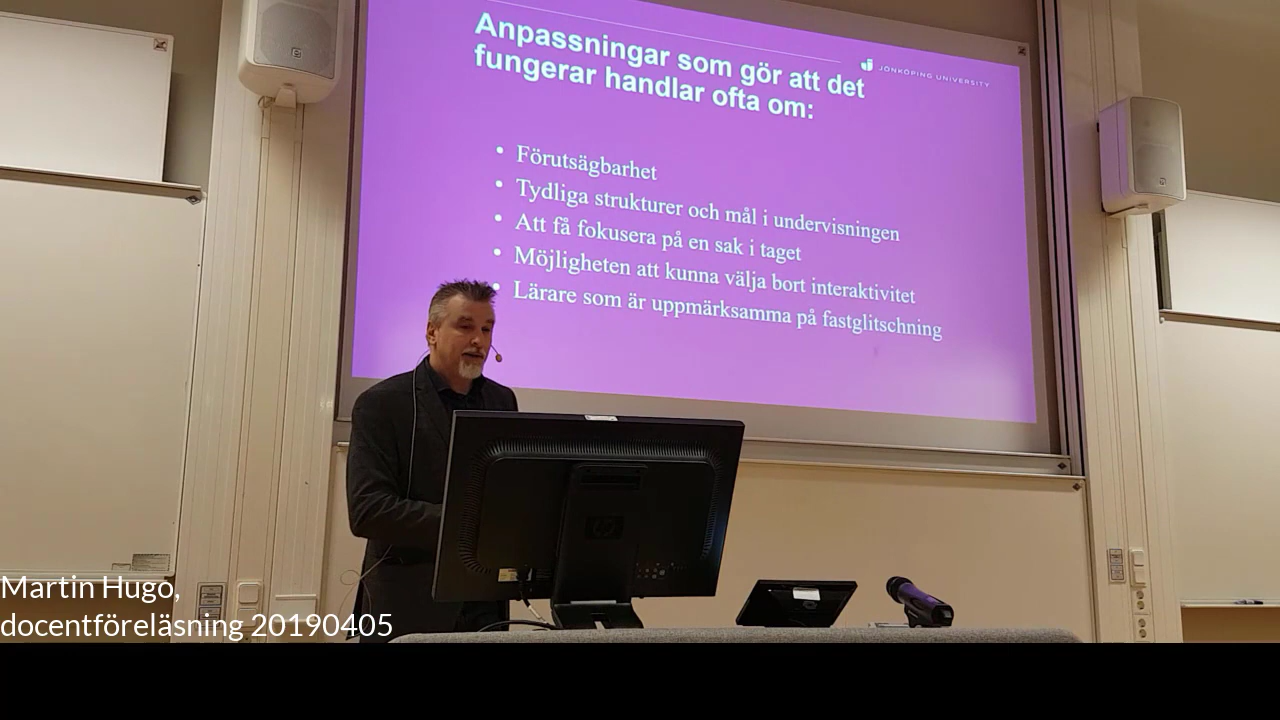 Anpassningar som gör att det
fungerar handlar ofta om:
JÖNKÖPING UNIVERSITY
• Förutsägbarhet
• Tydliga strukturer och mål i undervisningen
• Att få fokusera på en sak i taget
• Möjligheten att kunna välja bort interaktivitet
• Lärare som är uppmärksamma på fastglitschning
Martin Hugo,
docentföreläsning 20190405